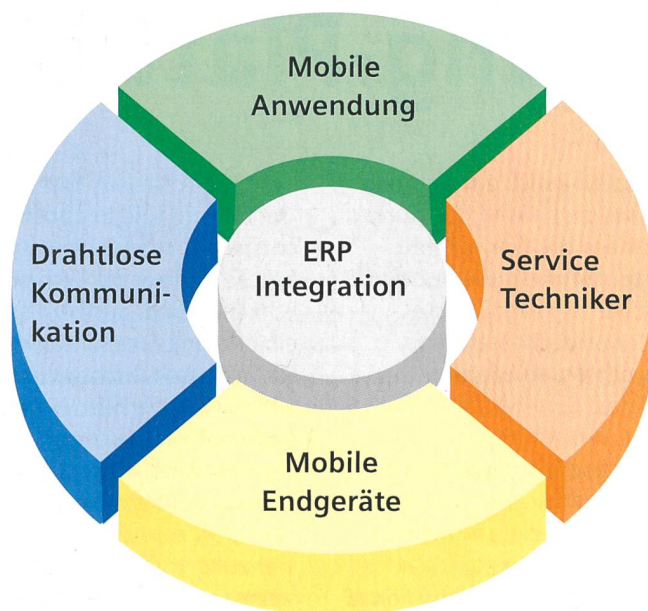 Mobile
Anwendung
Drahtlose
Kommuni-
kation
ERP
Integration
Service
Techniker
Mobile
Endgeräte